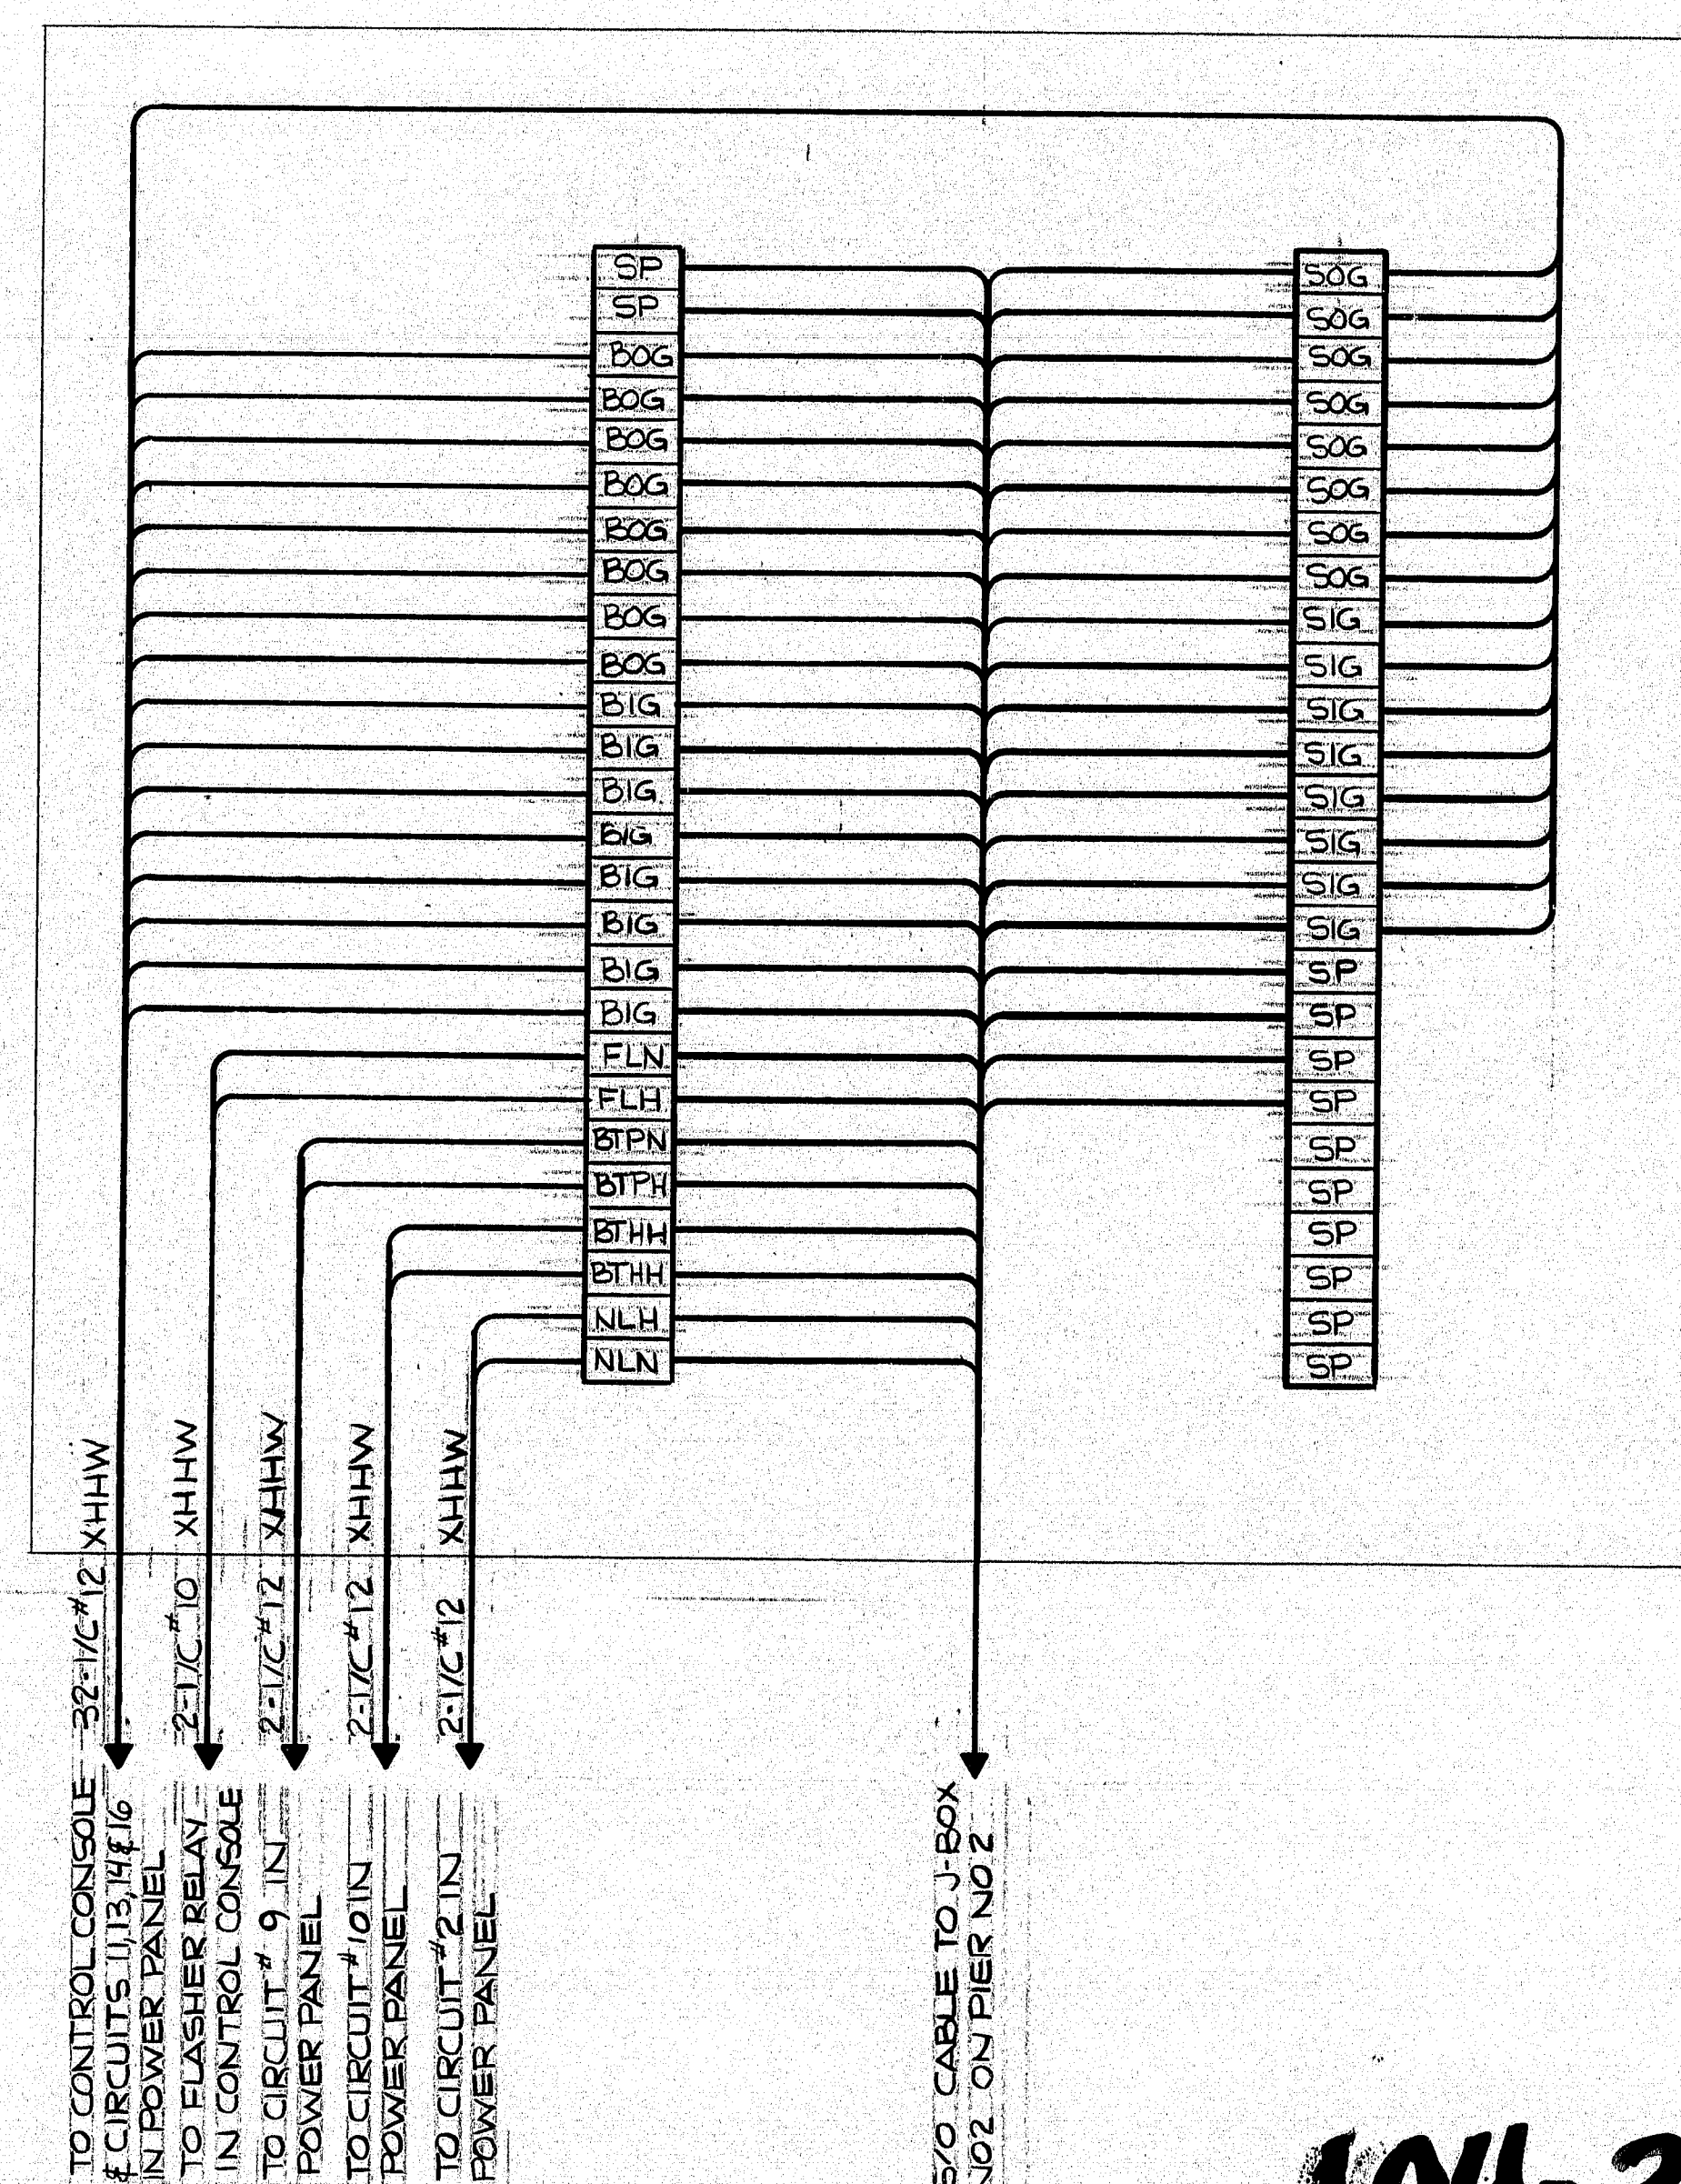 SP
SP
BOG
BOG
BOG
BOG
BOG
BOG
BOG
BOG
BIG
BIG
BIG
BIG
BIG
BIG
BIG
BIG
FLN
FLH
BTPN
BTPH
BTHH
BTHH
NLH
NLN
SOG
SOG
SOG
SOG
SOG
SOG
SOG
SOG
SIG
SIG
SIG
SIG
SIG
SIG
SIG
SIG
SP
SP
SP
SP
SP
SP
SP
SP
SP
SP
32-1/C#12 XHHW
TO CONTROL CONSOLE
& CIRCUITS 11,13,14 & 16
IN POWER PANEL
2-1/C#10 XHHW
TO FLASHER RELAY
IN CONTROL CONSOLE
2-1/C#12 XHHW
TO CIRCUIT # 9 IN
POWER PANEL
2-1/C#12 XHHW
TO CIRCUIT #10 IN
POWER PANEL
2-1/C#12 XHHW
TO CIRCUIT #2 IN
POWER PANEL
CABLE TO J-BOX
NO2 ON PIER NO2